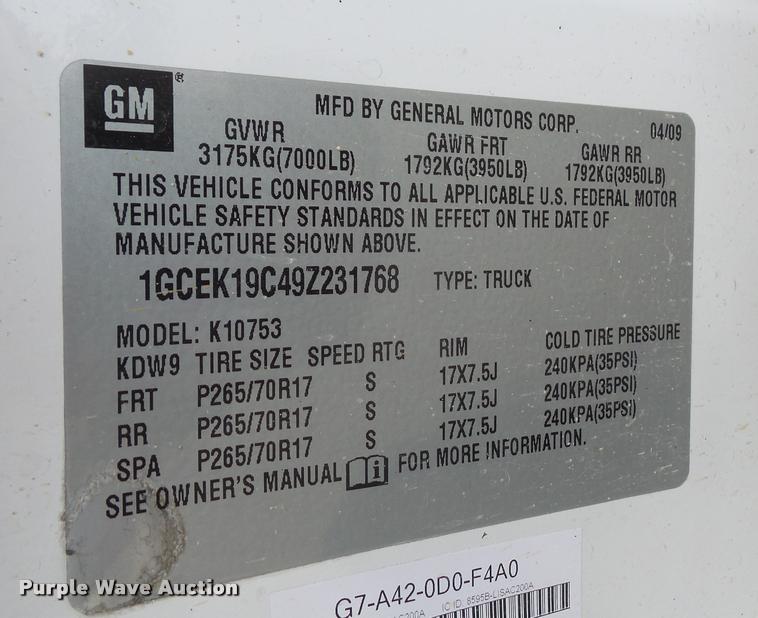 GM ®
MFD BY GENERAL MOTORS CORP. 04/09
GVWR GAWR FRT GAWR RR
3175KG(7000LB) 1792KG(3950LB) 1792KG(3950LB)
THIS VEHICLE CONFORMS TO ALL APPLICABLE U.S. FEDERAL MOTOR
VEHICLE SAFETY STANDARDS IN EFFECT ON THE DATE OF
MANUFACTURE SHOWN ABOVE.
1GCEK19C49Z231768 TYPE: TRUCK
MODEL: K10753
KDW9 TIRE SIZE SPEED RTG RIM COLD TIRE PRESSURE
FRT P265/70R17 S 17X7.5J 240KPA(35PSI)
RR P265/70R17 S 17X7.5J 240KPA(35PSI)
SPA P265/70R17 S 17X7.5J 240KPA(35PSI)
SEE OWNER'S MANUAL i FOR MORE INFORMATION.
G7-A42-0D0-F4A0
IC ID: 8595B-LISAC200A
Purple Wave Auction